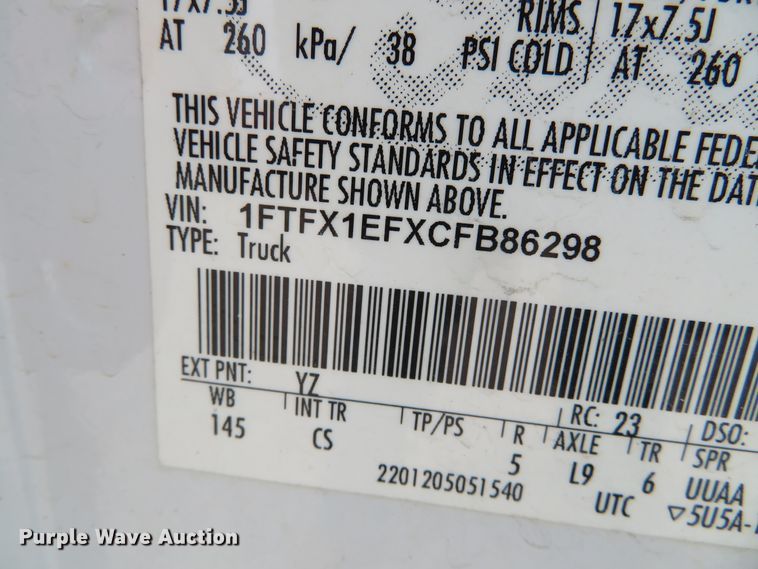 17x7.5J
RIMS 17x7.5J
AT 260 kPa/ 38 PSI COLD AT 260
THIS VEHICLE CONFORMS TO ALL APPLICABLE FEDE
VEHICLE SAFETY STANDARDS IN EFFECT ON THE DAT
MANUFACTURE SHOWN ABOVE.
VIN: 1FTFX1EFXCFB86298
TYPE: Truck
EXT PNT: YZ RC: 23 DSO:
WB INT TR TP/PS R AXLE TR SPR
145 CS 5 L9 6 UUAA
2201205051540 UTC ▽5U5A-
Purple Wave Auction